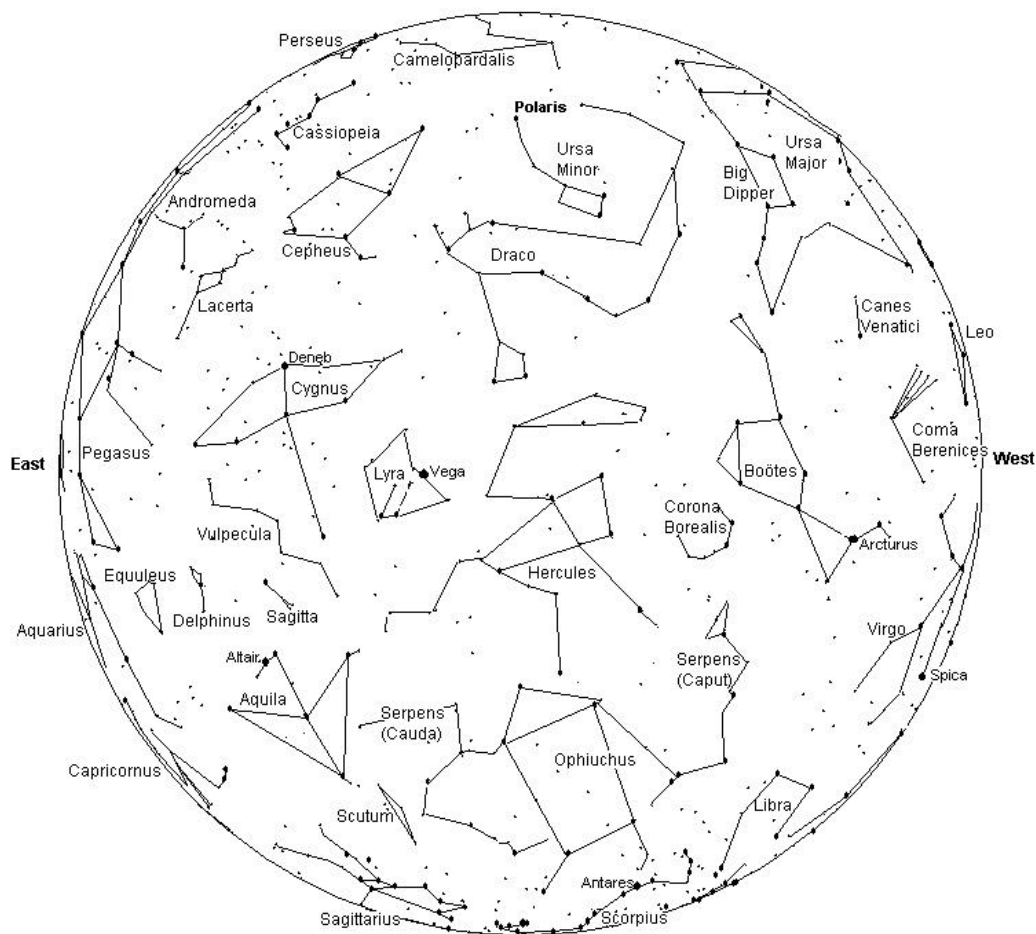 Perseus
Camelopardalis
Polaris
Cassiopeia
Ursa
Minor
Ursa
Major
Big
Dipper
Andromeda
Cepheus
Draco
Lacerta
Canes
Venatici
Leo
Deneb
Cygnus
Pegasus
Coma
Berenices
East
West
Lyra
Vega
Boötes
Corona
Borealis
Vulpecula
Arcturus
Equuleus
Hercules
Delphinus
Sagitta
Aquarius
Virgo
Altair
Serpens
(Caput)
Spica
Aquila
Serpens
(Cauda)
Ophiuchus
Capricornus
Scutum
Libra
Antares
Sagittarius
Scorpius